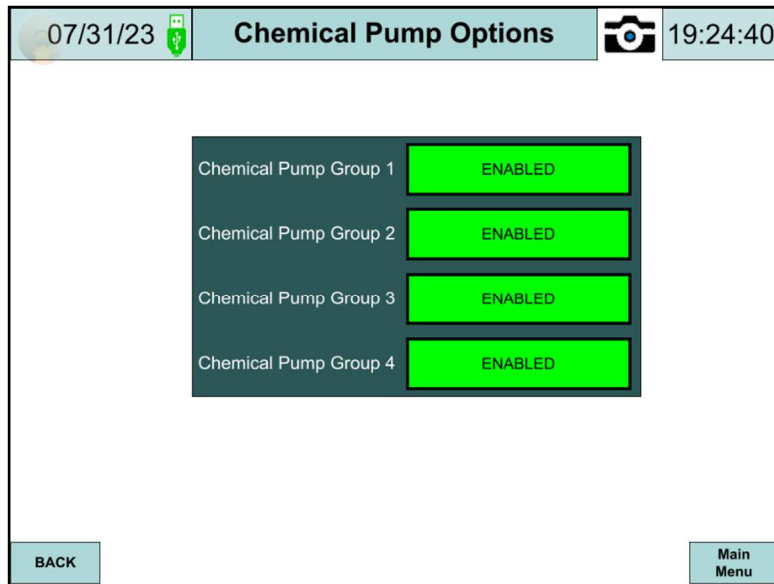 07/31/23
Chemical Pump Options
19:24:40
Chemical Pump Group 1 ENABLED
Chemical Pump Group 2 ENABLED
Chemical Pump Group 3 ENABLED
Chemical Pump Group 4 ENABLED
BACK
Main
Menu